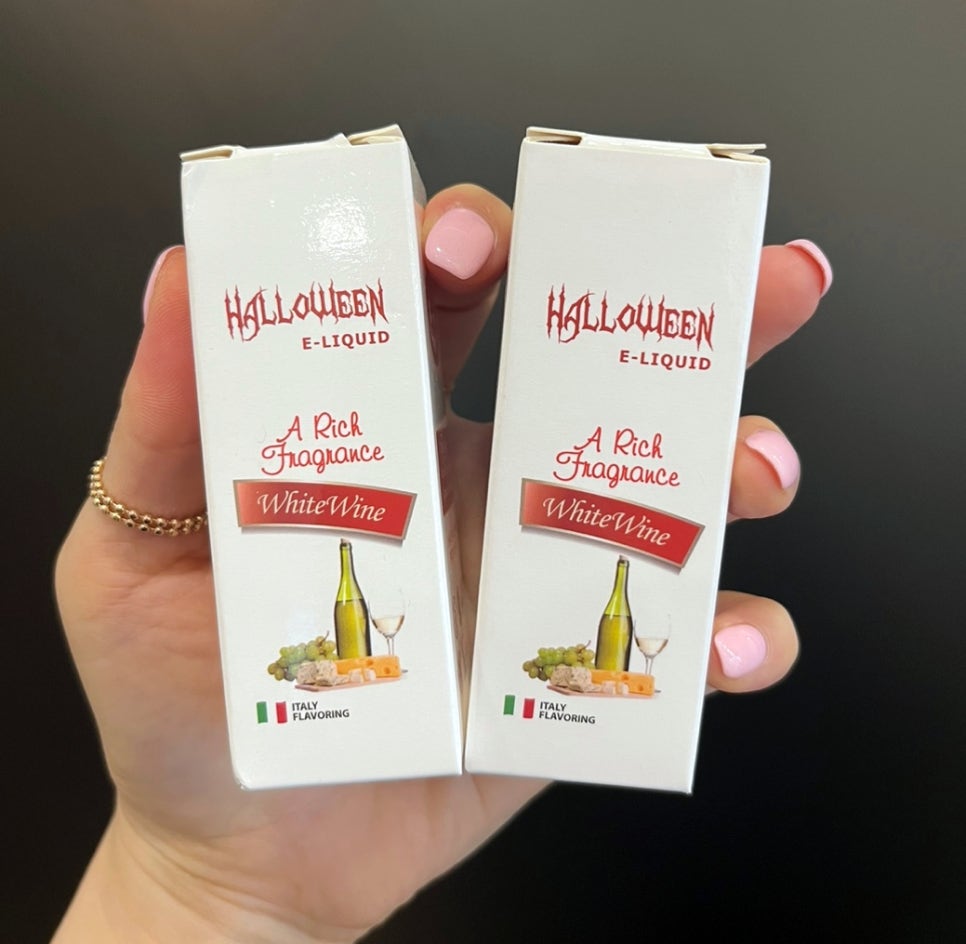 HALLOWEEN
E-LIQUID
A Rich
Fragrance
WhiteWine
ITALY
FLAVORING
HALLOWEEN
E-LIQUID
A Rich
Fragrance
WhiteWine
ITALY
FLAVORING